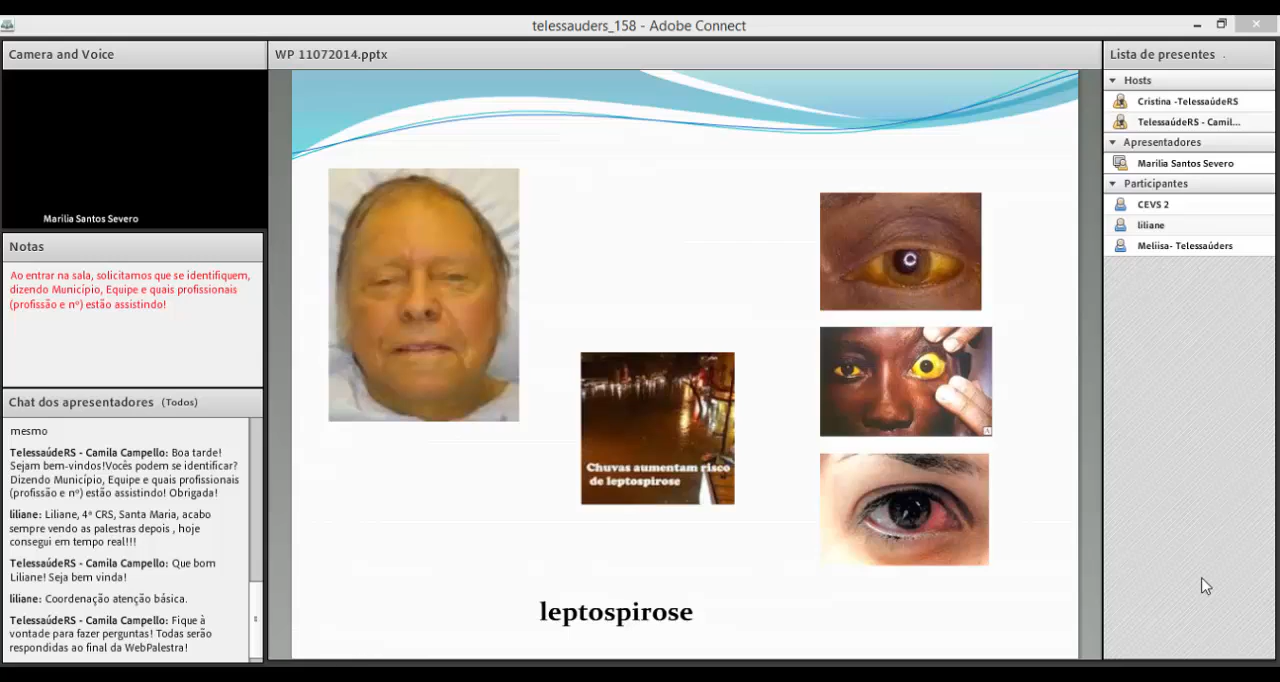 telessauders_158 - Adobe Connect
Camera and Voice
Marilia Santos Severo
Notas
Ao entrar na sala, solicitamos que se identifiquem,
dizendo Município, Equipe e quais profissionais
(profissão e nº) estão assistindo!
Chat dos apresentadores (Todos)
mesmo
TelessaúdeRS - Camila Campello: Boa tarde!
Sejam bem-vindos!Vocês podem se identificar?
Dizendo Município, Equipe e quais profissionais
(profissão e nº) estão assistindo! Obrigada!
liliane: Liliane, 4ª CRS, Santa Maria, acabo
sempre vendo as palestras depois , hoje
consegui em tempo real!!!
TelessaúdeRS - Camila Campello: Que bom
Liliane! Seja bem vinda!
liliane: Coordenação atenção básica.
TelessaúdeRS - Camila Campello: Fique à
vontade para fazer perguntas! Todas serão
respondidas ao final da WebPalestra!
WP 11072014.pptx
Chuvas aumentam risco
de leptospirose
A
leptospirose
Lista de presentes
Hosts
Cristina -TelessaúdeRS
TelessaúdeRS - Camil...
Apresentadores
Marilia Santos Severo
Participantes
CEVS 2
liliane
Meliisa- Telessaúders